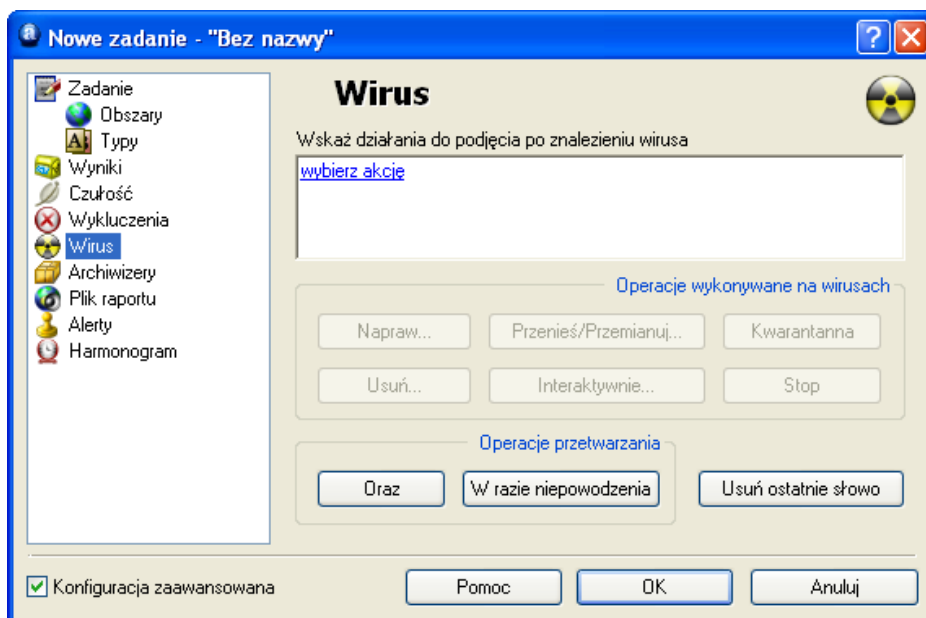 Nowe zadanie - "Bez nazwy"
Zadanie
Obszary
Typy
Wyniki
Czułość
Wykluczenia
Wirus
Archiwizery
Plik raportu
Alerty
Harmonogram
Wirus
Wskaż działania do podjęcia po znalezieniu wirusa
wybierz akcję
Operacje wykonywane na wirusach
Napraw... Przenieś/Przemianuj... Kwarantanna
Usuń... Interaktywnie... Stop
Operacje przetwarzania
Oraz W razie niepowodzenia Usuń ostatnie słowo
Konfiguracja zaawansowana Pomoc OK Anuluj